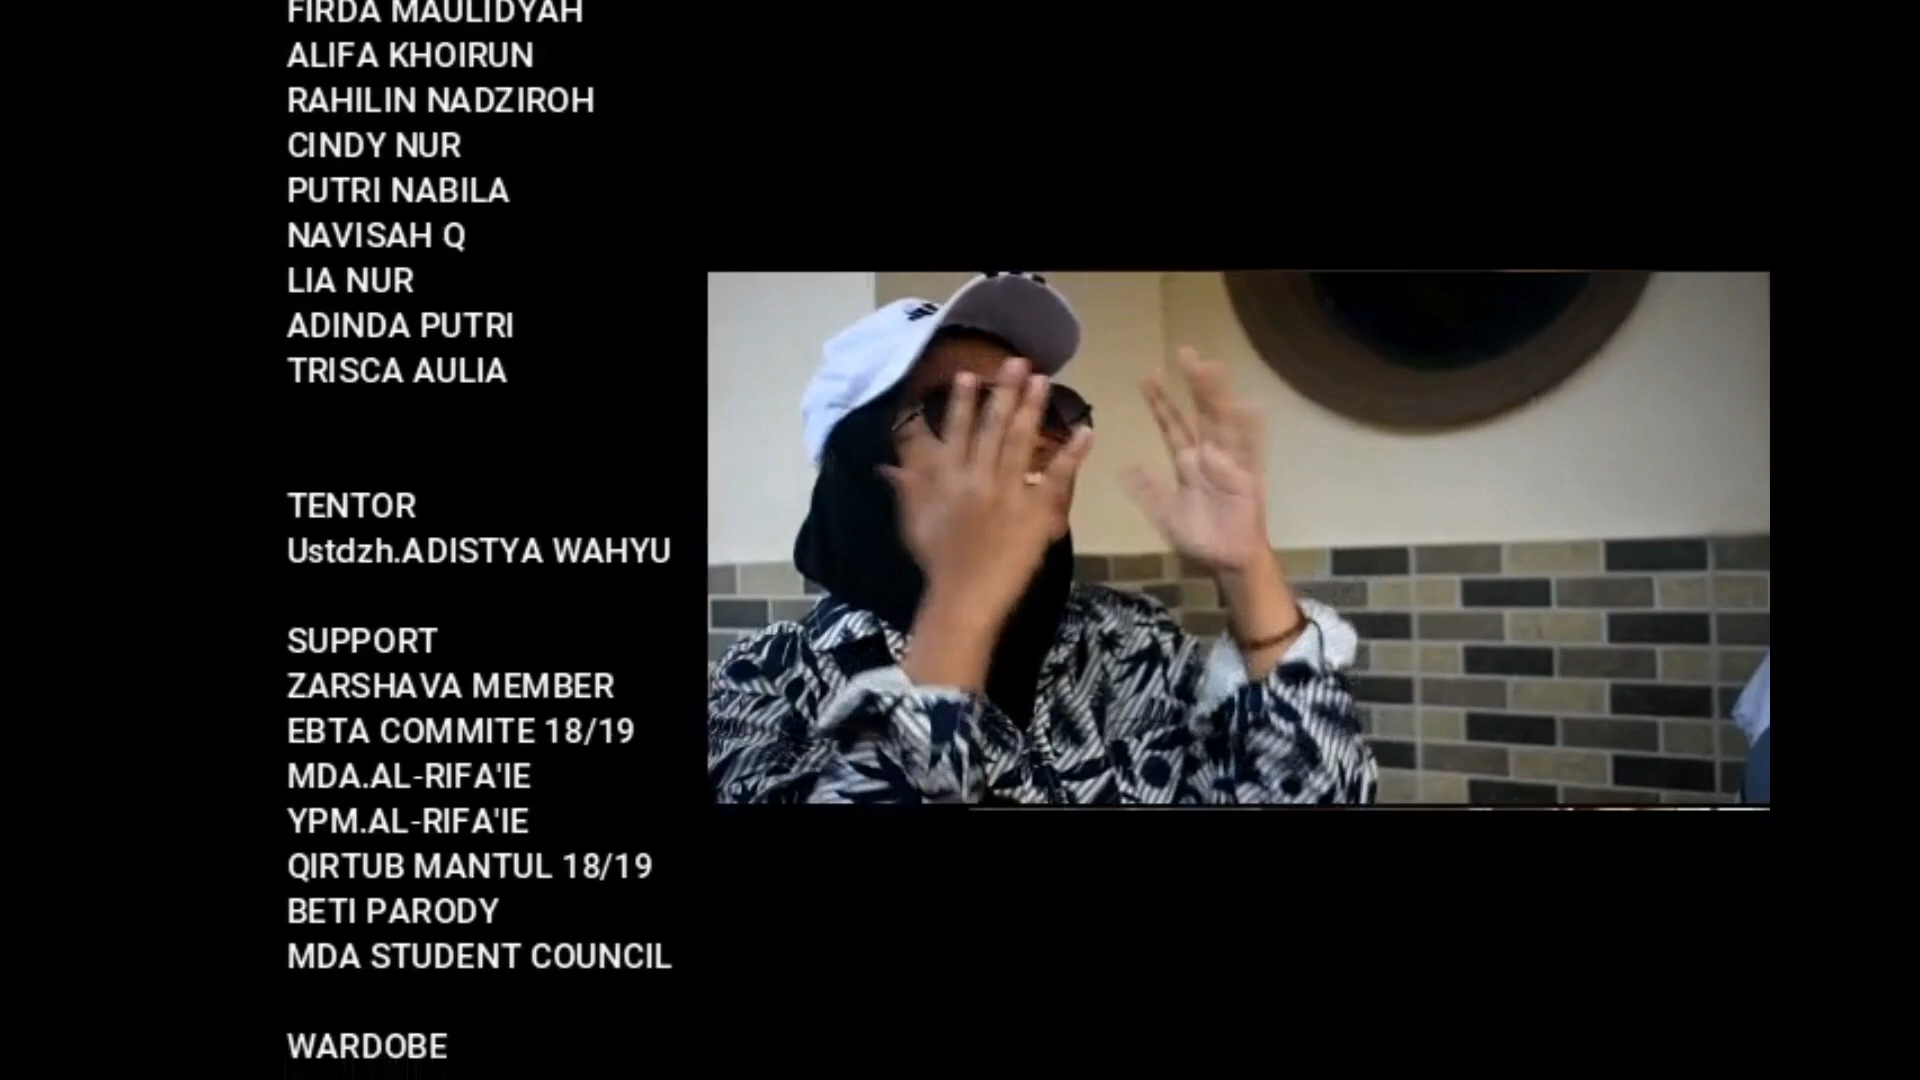 FIRDA MAULIDYAH
ALIFA KHOIRUN
RAHILIN NADZIROH
CINDY NUR
PUTRI NABILA
NAVISAH Q
LIA NUR
ADINDA PUTRI
TRISCA AULIA
TENTOR
Ustdzh.ADISTYA WAHYU
SUPPORT
ZARSHAVA MEMBER
EBTA COMMITE 18/19
MDA.AL-RIFA'IE
YPM.AL-RIFA'IE
QIRTUB MANTUL 18/19
BETI PARODY
MDA STUDENT COUNCIL
WARDOBE